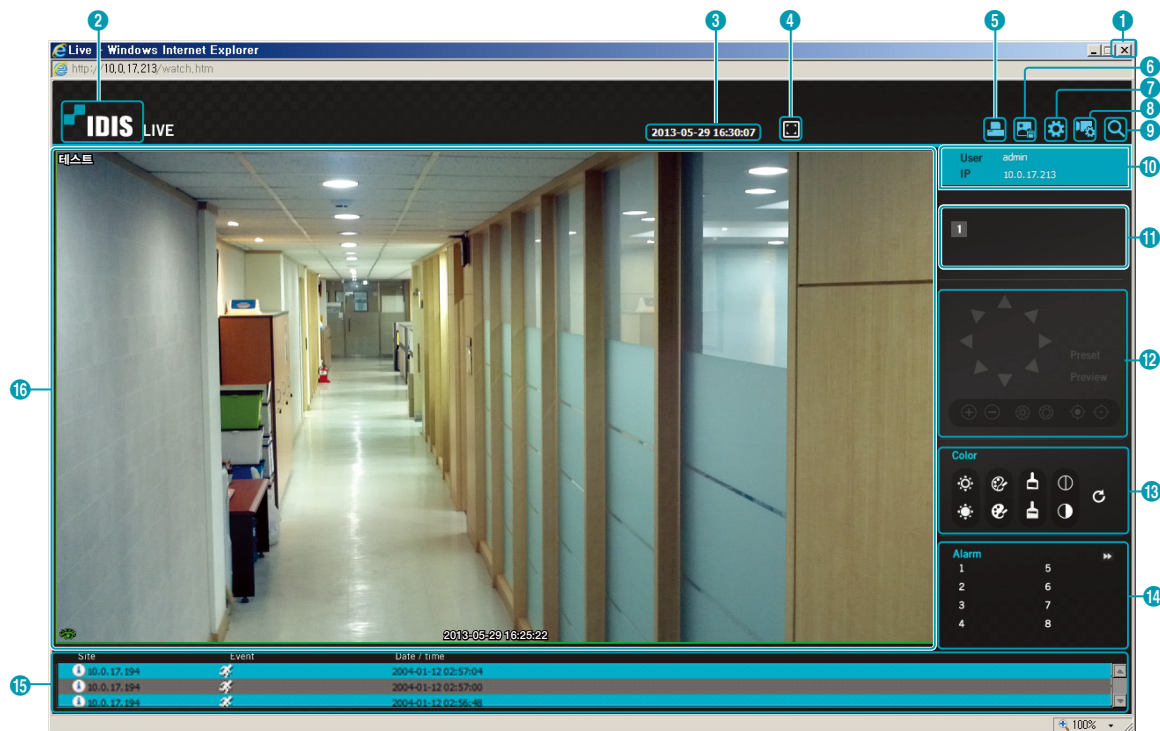 2
3
4
5
1
Live - Windows Internet Explorer
http://10.0.17.213/watch.htm
6
7
8
9
IDIS LIVE
2013-05-29 16:30:07
테스트
User admin
IP 10.0.17.213
10
1
11
Preset
Preview
12
16
Color
13
Alarm
1 5
2 6
3 7
4 8
14
2013-05-29 16:25:22
Site Event Date / time
10.0.17.194 2004-01-12 02:57:04
10.0.17.194 2004-01-12 02:57:00
10.0.17.194 2004-01-12 02:56:48
15
100%